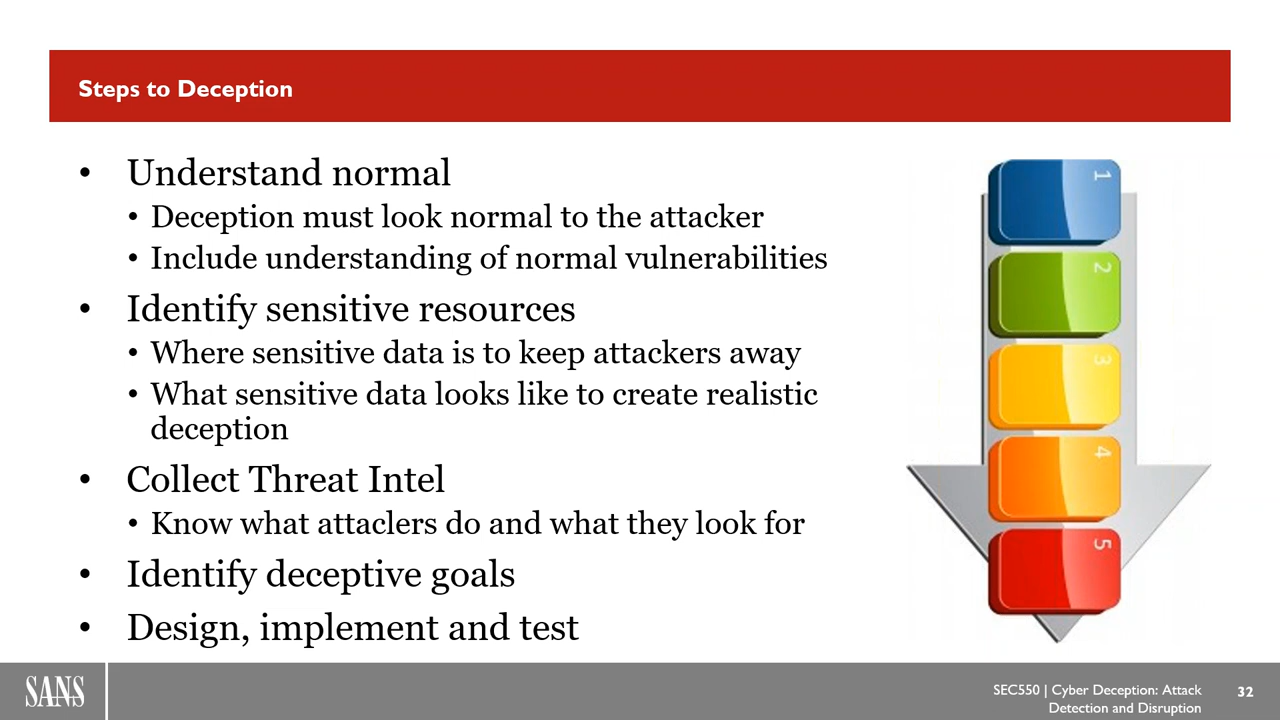 Steps to Deception
• Understand normal
• Deception must look normal to the attacker
• Include understanding of normal vulnerabilities
• Identify sensitive resources
• Where sensitive data is to keep attackers away
• What sensitive data looks like to create realistic
deception
• Collect Threat Intel
• Know what attaclers do and what they look for
• Identify deceptive goals
• Design, implement and test
1
2
3
4
5
SANS
SEC550 | Cyber Deception: Attack
Detection and Disruption
32